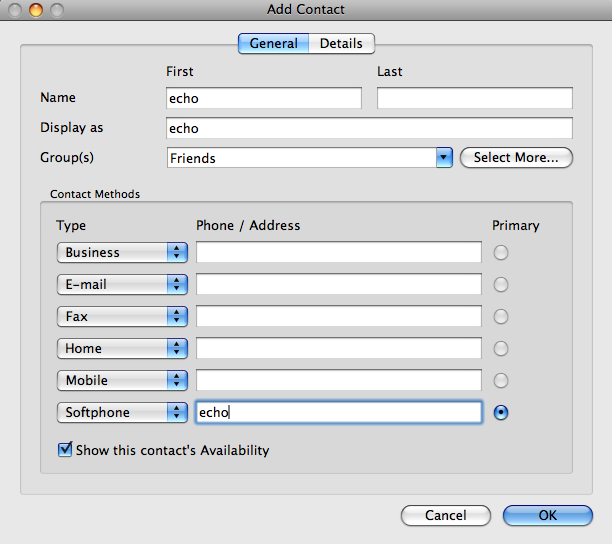 Add Contact
General Details
First Last
Name echo
Display as echo
Group(s) Friends Select More...
Contact Methods
Type Phone / Address Primary
Business
E-mail
Fax
Home
Mobile
Softphone echo
Show this contact's Availability
Cancel OK